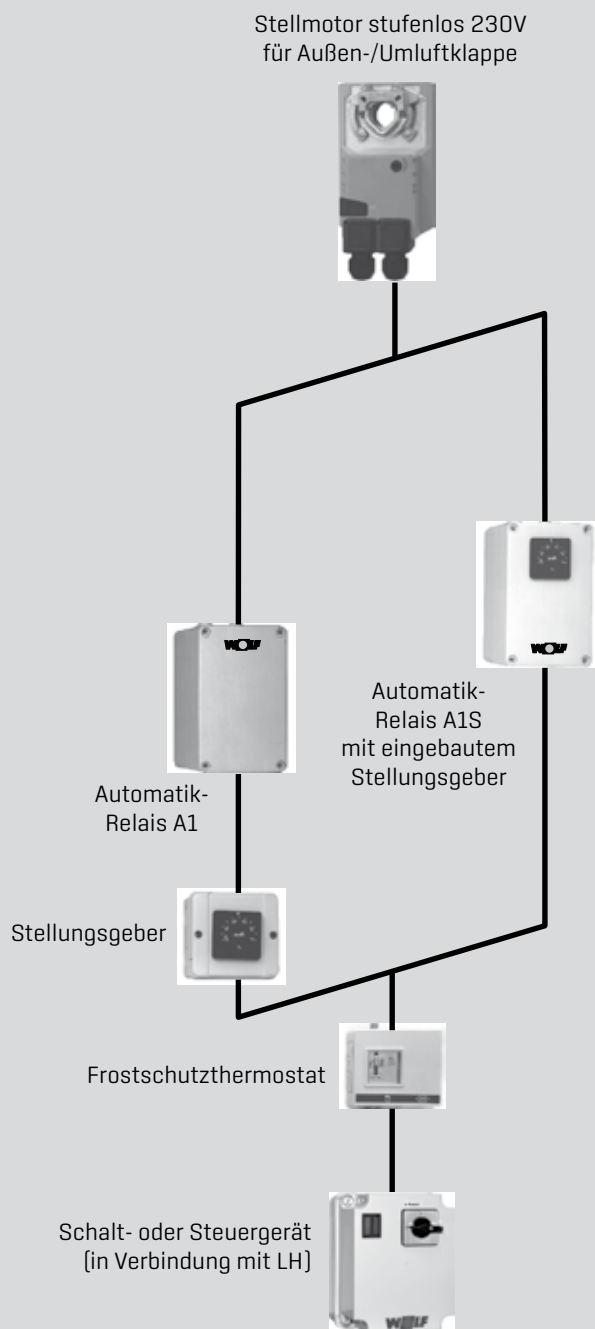 Stellmotor stufenlos 230V
für Außen-/Umluftklappe
WOLF
WOLF
Automatik-
Relais A1S
mit eingebautem
Stellungsgeber
Automatik-
Relais A1
Stellungsgeber
Frostschutzthermostat
Schalt- oder Steuergerät
(in Verbindung mit LH)
WOLF